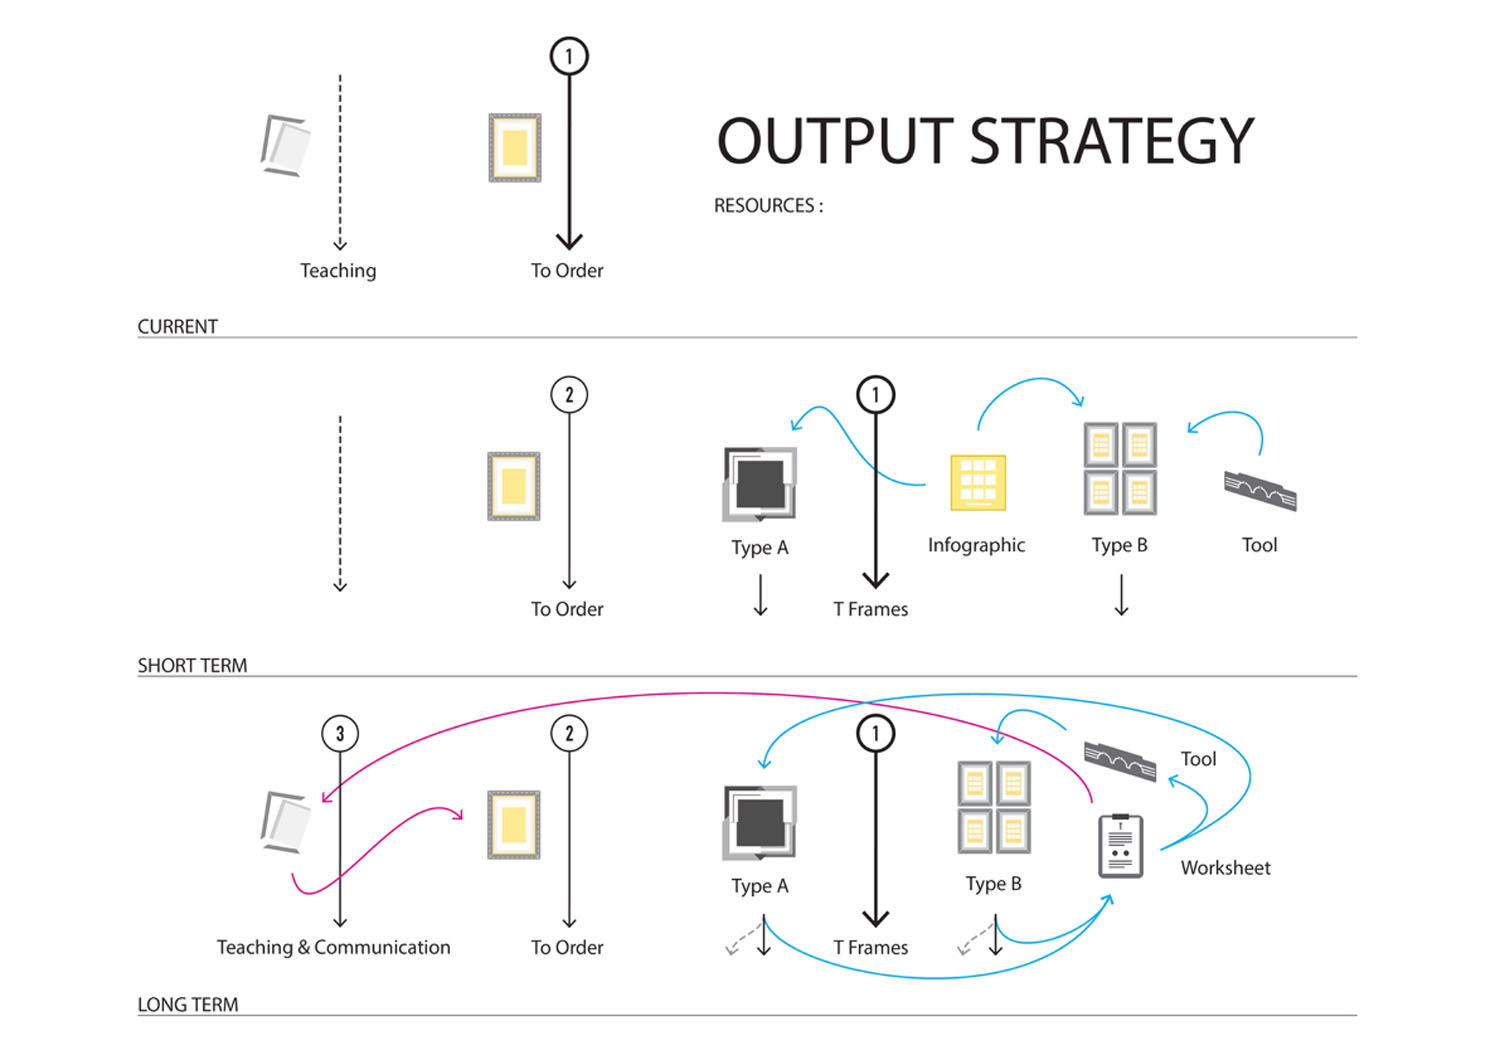 1
OUTPUT STRATEGY
RESOURCES :
Teaching
To Order
CURRENT
2
1
Type A
Infographic
Type B
Tool
To Order
T Frames
SHORT TERM
3
2
1
Tool
Worksheet
Type A
Type B
Teaching & Communication
To Order
T Frames
LONG TERM